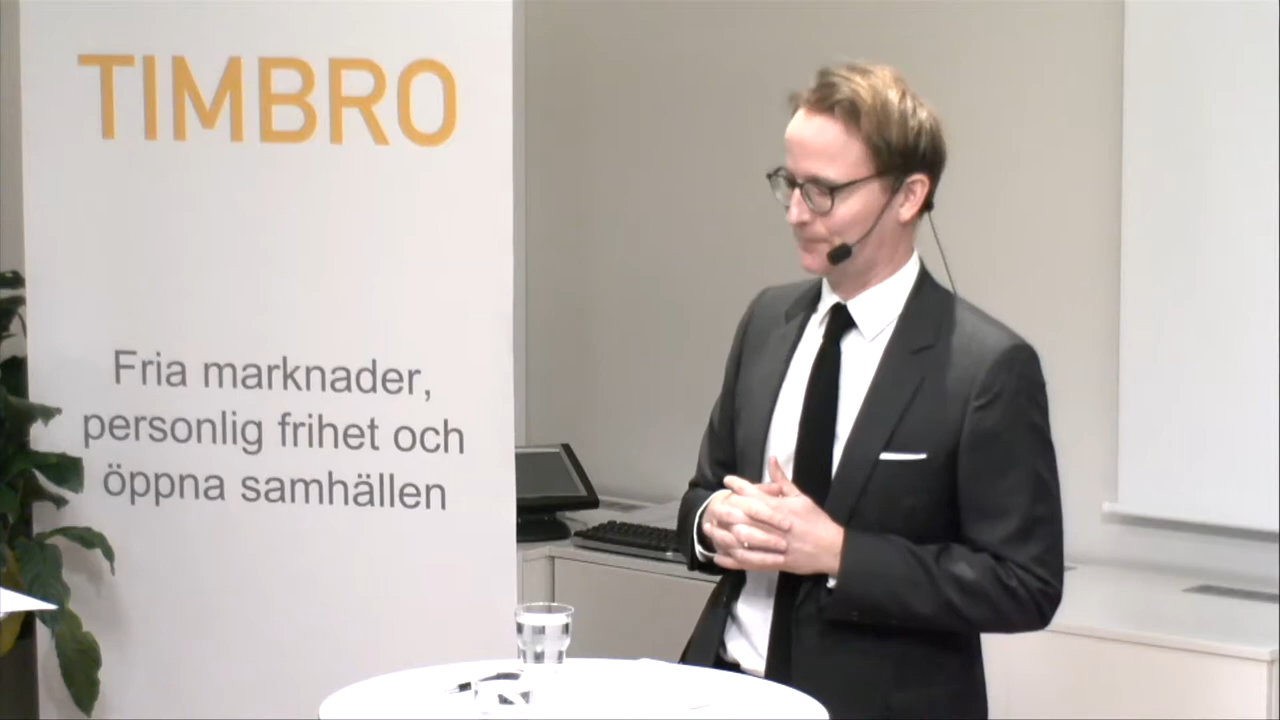 TIMBRO
Fria marknader,
personlig frihet och
öppna samhällen